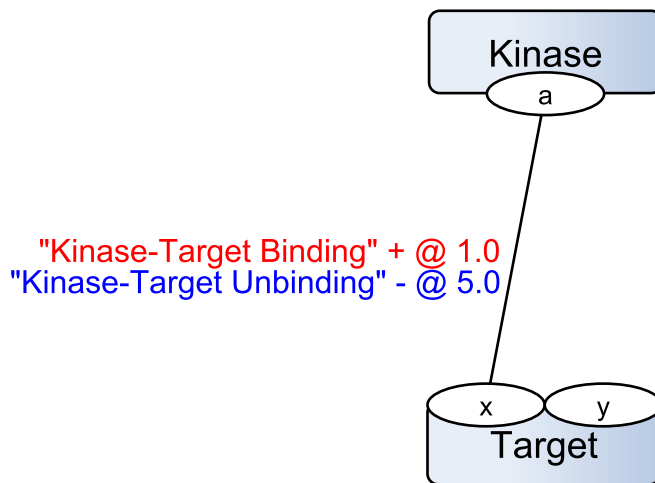 Kinase
a
"Kinase-Target Binding" + @ 1.0
"Kinase-Target Unbinding" - @ 5.0
x y
Target